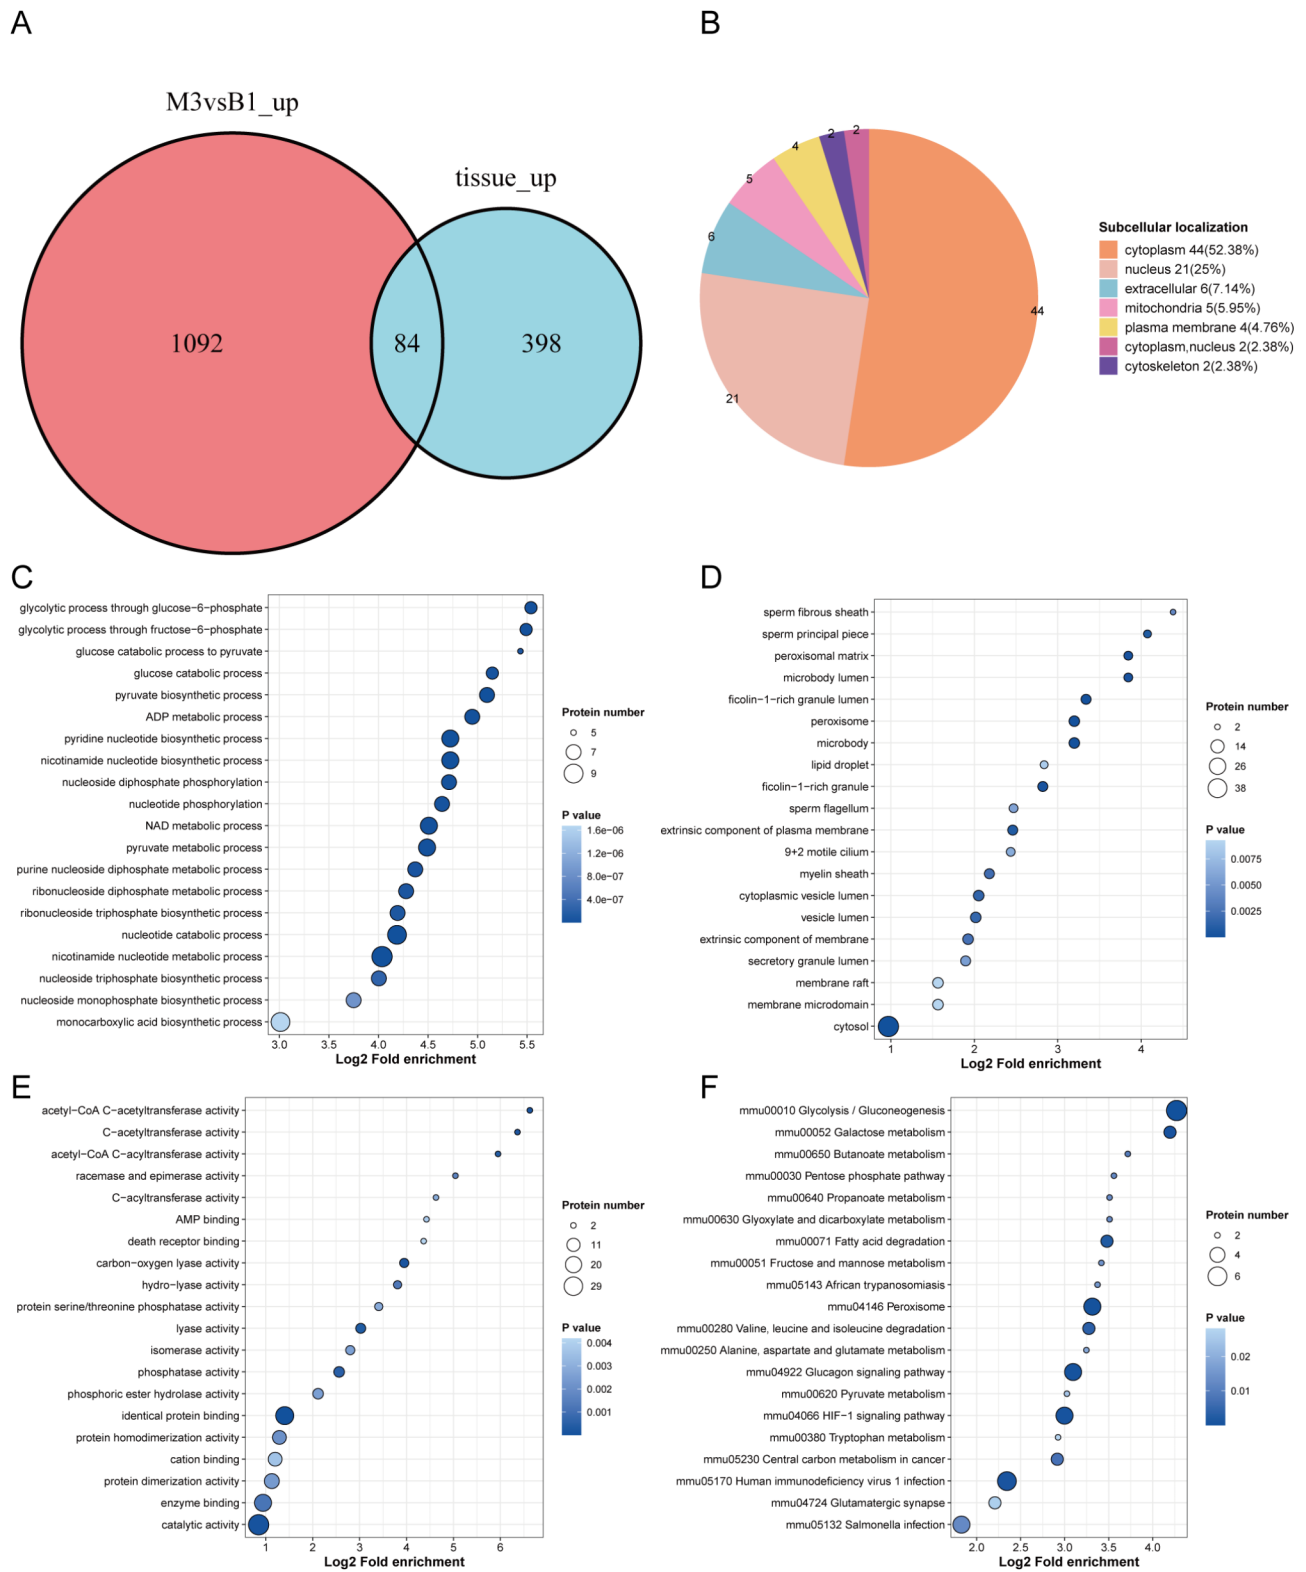 A
M3vsB1_up
tissue_up
1092
84
398
B
2
2
4
5
6
21
44
Subcellular localization
cytoplasm 44(52.38%)
nucleus 21(25%)
extracellular 6(7.14%)
mitochondria 5(5.95%)
plasma membrane 4(4.76%)
cytoplasm,nucleus 2(2.38%)
cytoskeleton 2(2.38%)
C
glycolytic process through glucose−6−phosphate
glycolytic process through fructose−6−phosphate
glucose catabolic process to pyruvate
glucose catabolic process
pyruvate biosynthetic process
ADP metabolic process
pyridine nucleotide biosynthetic process
nicotinamide nucleotide biosynthetic process
nucleoside diphosphate phosphorylation
nucleotide phosphorylation
NAD metabolic process
pyruvate metabolic process
purine nucleoside diphosphate metabolic process
ribonucleoside diphosphate metabolic process
ribonucleoside triphosphate biosynthetic process
nucleotide catabolic process
nicotinamide nucleotide metabolic process
nucleoside triphosphate biosynthetic process
nucleoside monophosphate biosynthetic process
monocarboxylic acid biosynthetic process
3.0 3.5 4.0 4.5 5.0 5.5
Log2 Fold enrichment
Protein number
5
7
9
P value
1.6e−06
1.2e−06
8.0e−07
4.0e−07
D
sperm fibrous sheath
sperm principal piece
peroxisomal matrix
microbody lumen
ficolin−1−rich granule lumen
peroxisome
microbody
lipid droplet
ficolin−1−rich granule
sperm flagellum
extrinsic component of plasma membrane
9+2 motile cilium
myelin sheath
cytoplasmic vesicle lumen
vesicle lumen
extrinsic component of membrane
secretory granule lumen
membrane raft
membrane microdomain
cytosol
1 2 3 4
Log2 Fold enrichment
Protein number
2
14
26
38
P value
0.0075
0.0050
0.0025
E
acetyl−CoA C−acetyltransferase activity
C−acetyltransferase activity
acetyl−CoA C−acyltransferase activity
racemase and epimerase activity
C−acyltransferase activity
AMP binding
death receptor binding
carbon−oxygen lyase activity
hydro−lyase activity
protein serine/threonine phosphatase activity
lyase activity
isomerase activity
phosphatase activity
phosphoric ester hydrolase activity
identical protein binding
protein homodimerization activity
cation binding
protein dimerization activity
enzyme binding
catalytic activity
1 2 3 4 5 6
Log2 Fold enrichment
Protein number
2
11
20
29
P value
0.004
0.003
0.002
0.001
F
mmu00010 Glycolysis / Gluconeogenesis
mmu00052 Galactose metabolism
mmu00650 Butanoate metabolism
mmu00030 Pentose phosphate pathway
mmu00640 Propanoate metabolism
mmu00630 Glyoxylate and dicarboxylate metabolism
mmu00071 Fatty acid degradation
mmu00051 Fructose and mannose metabolism
mmu05143 African trypanosomiasis
mmu04146 Peroxisome
mmu00280 Valine, leucine and isoleucine degradation
mmu00250 Alanine, aspartate and glutamate metabolism
mmu04922 Glucagon signaling pathway
mmu00620 Pyruvate metabolism
mmu04066 HIF−1 signaling pathway
mmu00380 Tryptophan metabolism
mmu05230 Central carbon metabolism in cancer
mmu05170 Human immunodeficiency virus 1 infection
mmu04724 Glutamatergic synapse
mmu05132 Salmonella infection
2.0 2.5 3.0 3.5 4.0
Log2 Fold enrichment
Protein number
2
4
6
P value
0.02
0.01